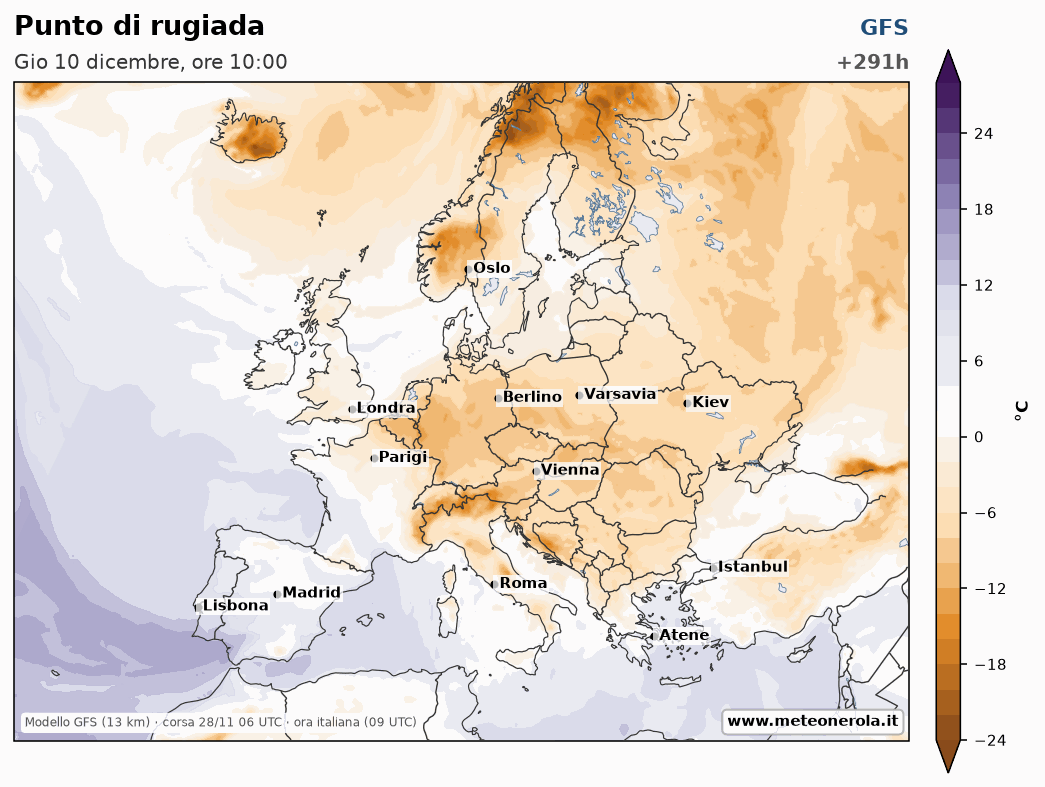 Punto di rugiada
GFS
Gio 10 dicembre, ore 10:00
+291h
Oslo
Londra
Berlino
Varsavia
Kiev
Parigi
Vienna
Istanbul
Roma
Madrid
Lisbona
Atene
Modello GFS (13 km) · corsa 28/11 06 UTC · ora italiana (09 UTC)
www.meteonerola.it
24
18
12
6
0
−6
−12
−18
−24
°C